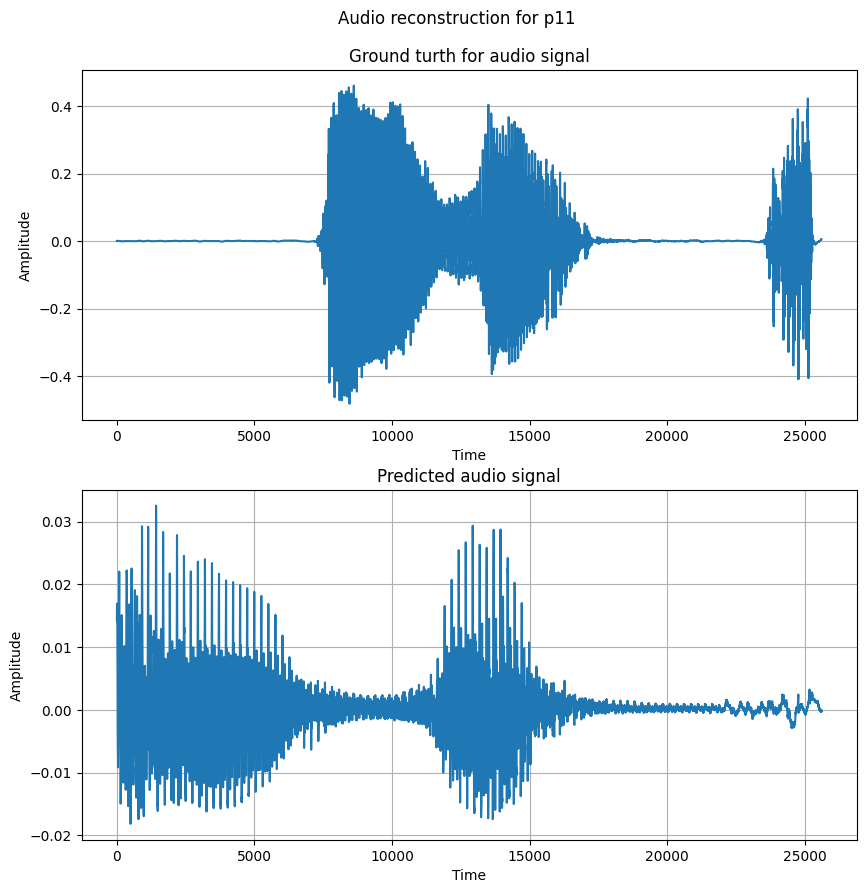 Audio reconstruction for p11
Ground turth for audio signal
0.4
0.2
0.0
−0.2
−0.4
Amplitude
0 5000 10000 15000 20000 25000
Time
Predicted audio signal
0.03
0.02
0.01
0.00
−0.01
−0.02
Amplitude
0 5000 10000 15000 20000 25000
Time